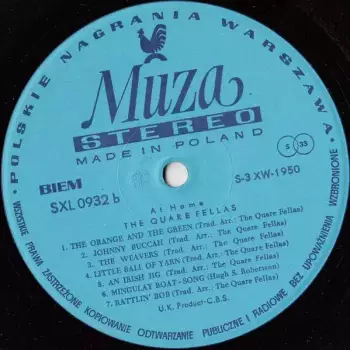 POLSKIE NAGRANIA WARSZAWA
Muza
STEREO
MADE IN POLAND
BIEM
S 33
SXL 0932 b
S-3 XW-1950
At Home
THE QUARE FELLAS
1. THE ORANGE AND THE GREEN (Trad. Arr.: The Quare Fellas)
2. JOHNNY BUCCAH (Trad. Arr.: The Quare Fellas)
3. THE WEAVERS (Trad. Arr.: The Quare Fellas)
4. LITTLE BALL OF YARN (Trad. Arr.: The Quare Fellas)
5. AN IRISH JIG (Trad. Arr.: The Quare Fellas)
6. MINGULAY BOAT-SONG (Hugh S. Robertson)
7. RATTLIN' BOB (Trad. Arr.: The Quare Fellas)
U.K. Product-C.B.S.
WSZELKIE PRAWA ZASTRZEŻONE KOPIOWANIE ODTWARZANIE PUBLICZNE I RADIOWE BEZ UPOWAŻNIENIA WZBRONIONE